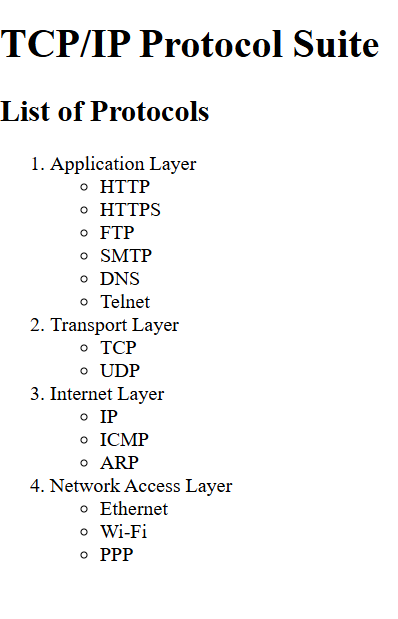 TCP/IP Protocol Suite
List of Protocols
1. Application Layer
HTTP
HTTPS
FTP
SMTP
DNS
Telnet
2. Transport Layer
TCP
UDP
3. Internet Layer
IP
ICMP
ARP
4. Network Access Layer
Ethernet
Wi-Fi
PPP